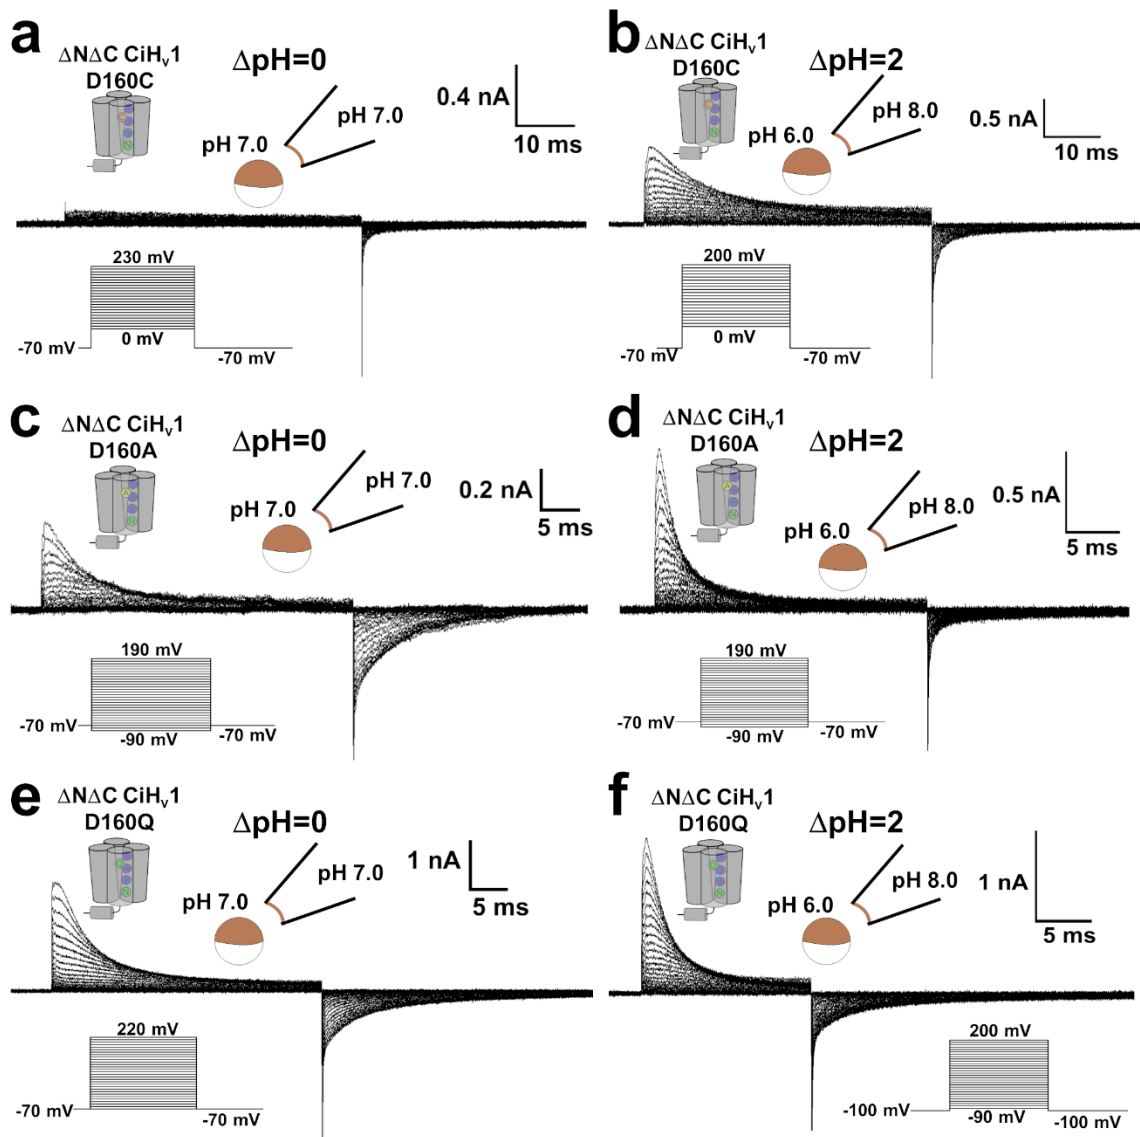 a
ΔNΔC CiHv1
D160C
ΔpH=0
pH 7.0
pH 7.0
0.4 nA
10 ms
230 mV
0 mV
-70 mV
-70 mV
b
ΔNΔC CiHv1
D160C
ΔpH=2
pH 6.0
pH 8.0
0.5 nA
10 ms
200 mV
0 mV
-70 mV
-70 mV
c
ΔNΔC CiHv1
D160A
ΔpH=0
pH 7.0
pH 7.0
0.2 nA
5 ms
190 mV
-70 mV
-90 mV
-70 mV
d
ΔNΔC CiHv1
D160A
ΔpH=2
pH 6.0
pH 8.0
0.5 nA
5 ms
190 mV
-70 mV
-90 mV
-70 mV
e
ΔNΔC CiHv1
D160Q
ΔpH=0
pH 7.0
pH 7.0
1 nA
5 ms
220 mV
-70 mV
-70 mV
f
ΔNΔC CiHv1
D160Q
ΔpH=2
pH 6.0
pH 8.0
1 nA
5 ms
200 mV
-100 mV
-90 mV
-100 mV